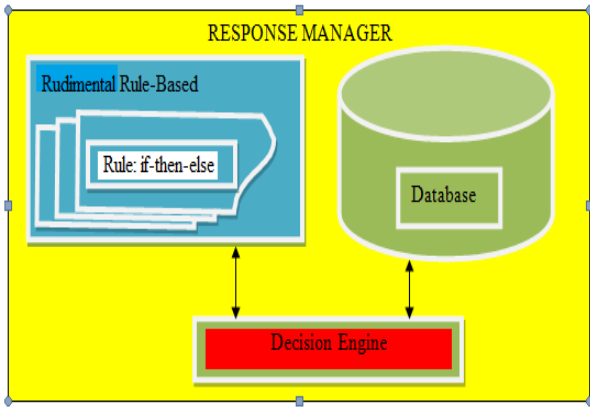 RESPONSE MANAGER
Rudimental Rule-Based
Rule: if-then-else
Database
Decision Engine